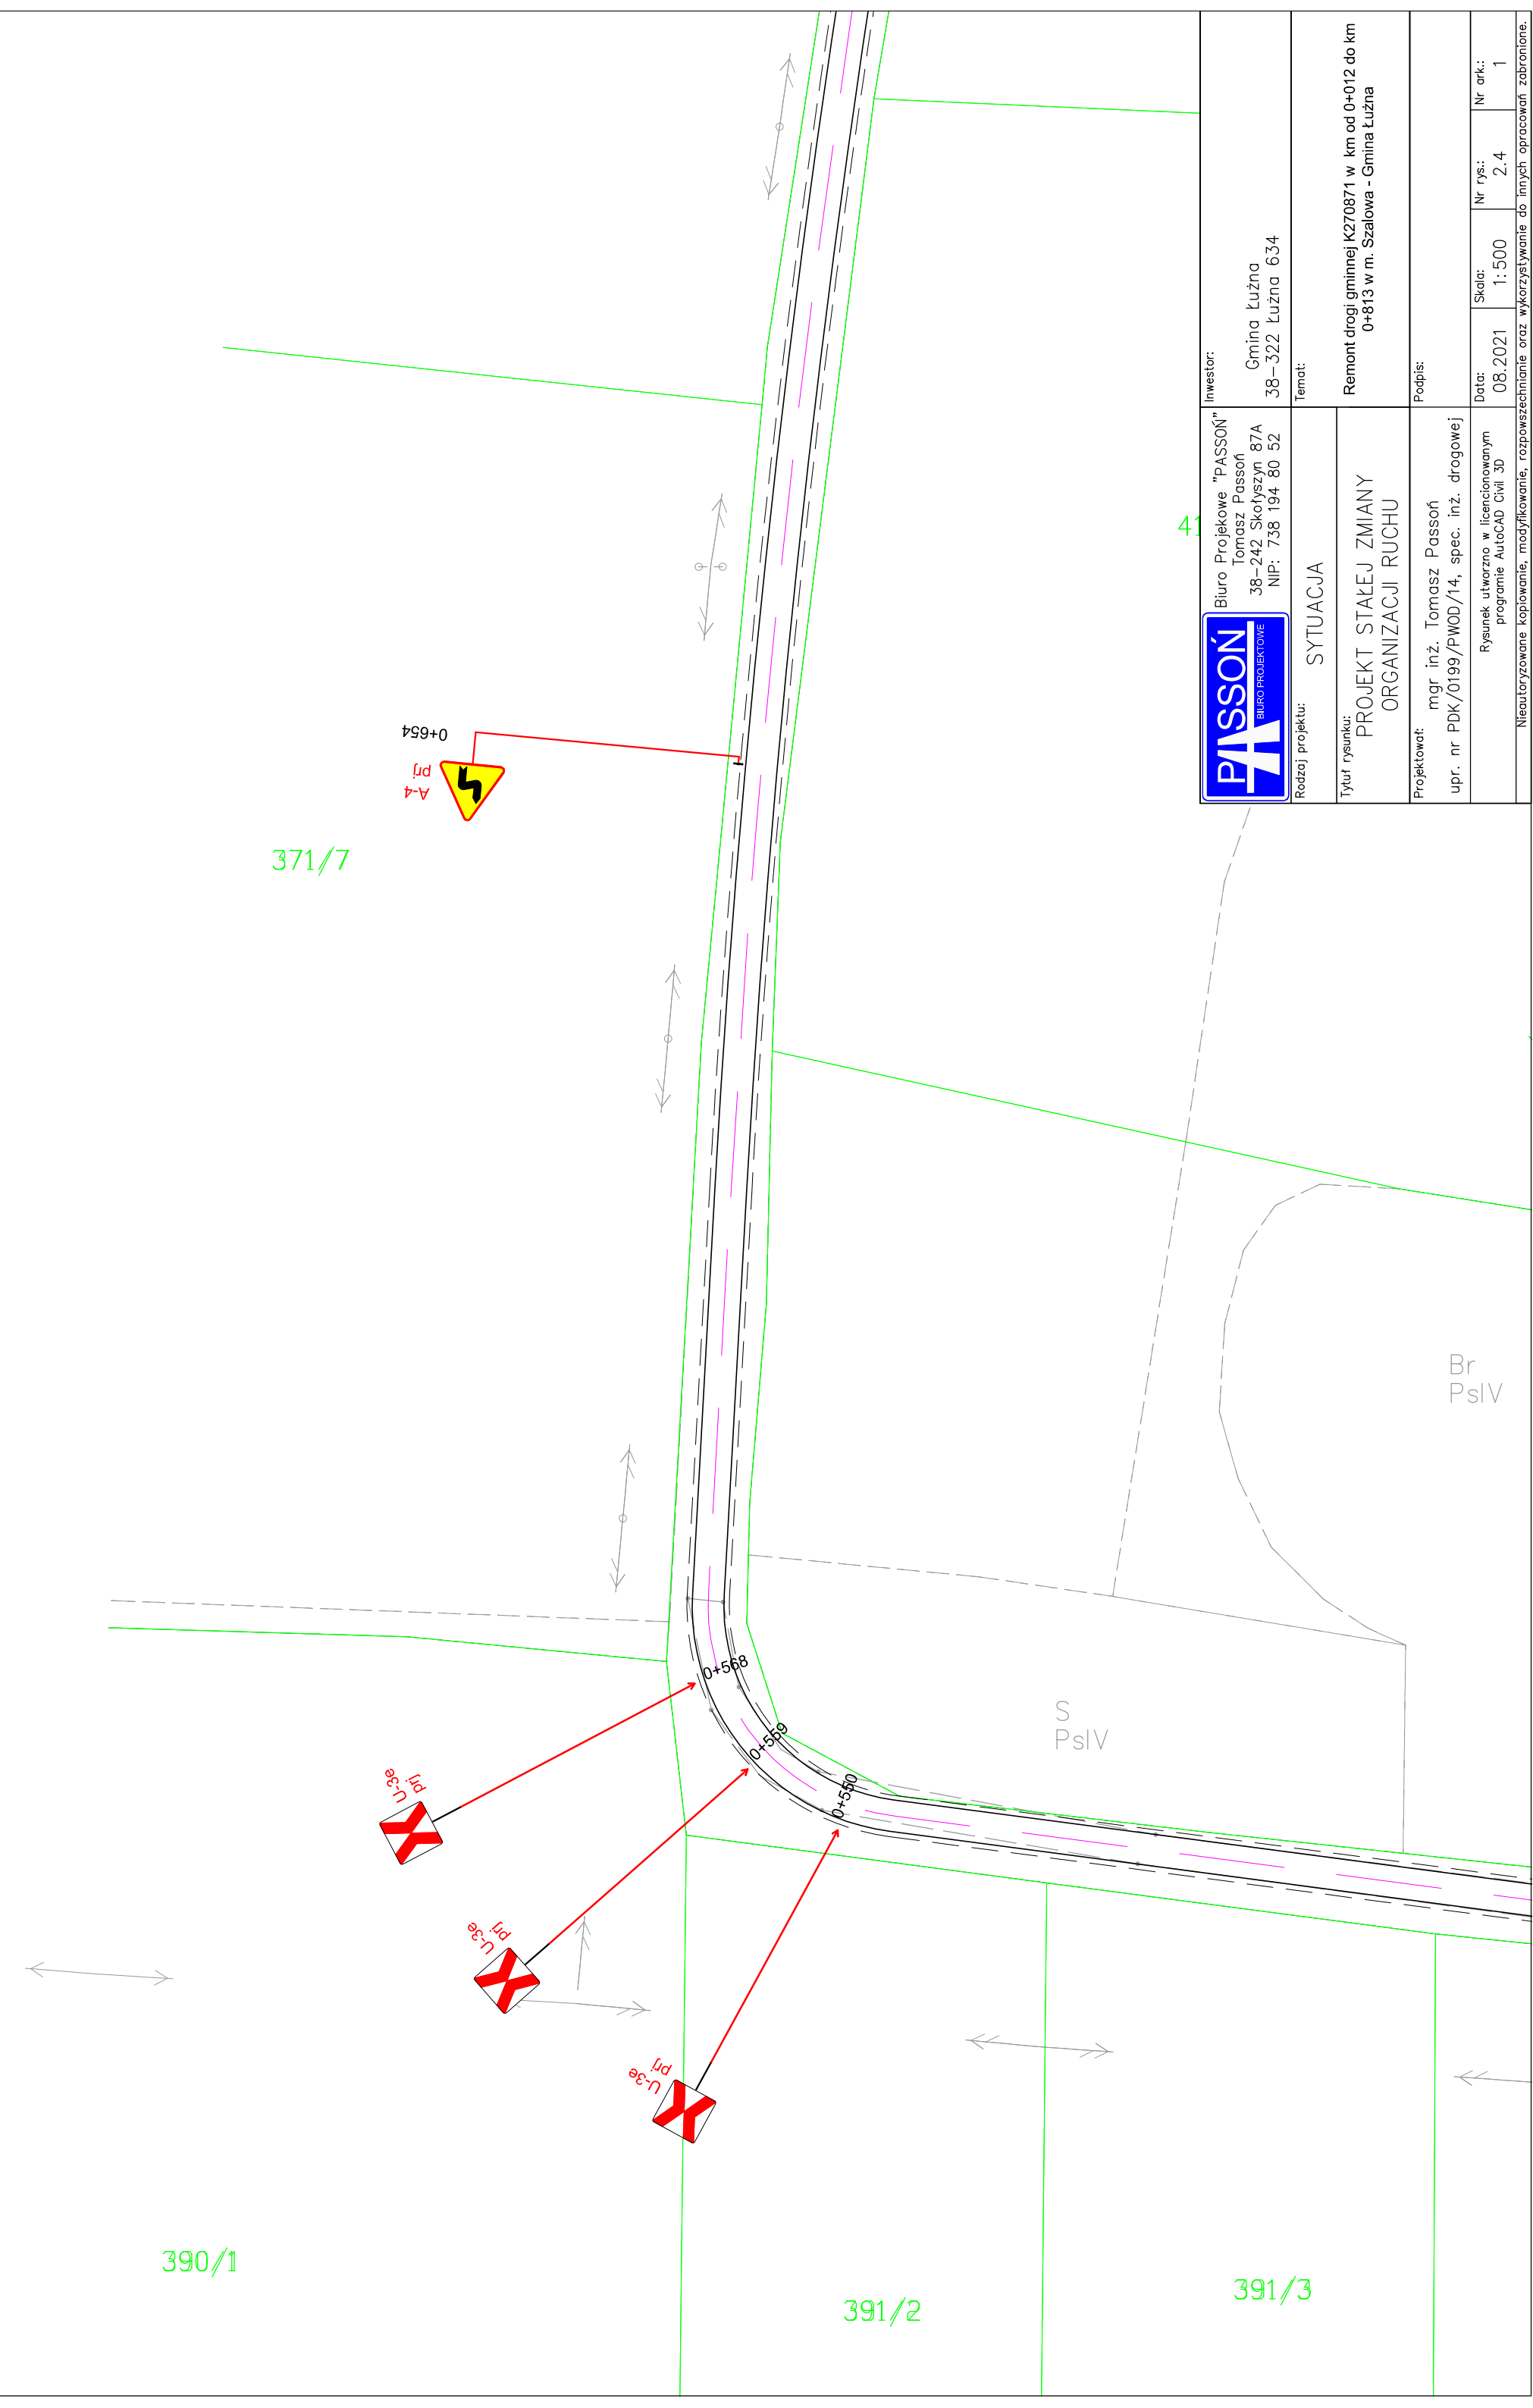 0+654
A-4
prj
371/7
41
0+568
0+559
0+550
U-3e
prj
U-3e
prj
U-3e
prj
Br
PsIV
S
PsIV
390/1
391/2
391/3
PASSOŃ
BIURO PROJEKTOWE
Biuro Projekowe "PASSOŃ"
Tomasz Passoń
38-242 Skołyszyn 87A
NIP: 738 194 80 52
Inwestor:
Gmina Łużna
38-322 Łużna 634
Rodzaj projektu:
SYTUACJA
Temat:
Remont drogi gminnej K270871 w km od 0+012 do km
0+813 w m. Szalowa - Gmina Łużna
Tytuł rysunku:
PROJEKT STAŁEJ ZMIANY
ORGANIZACJI RUCHU
Projektował:
mgr inż. Tomasz Passoń
upr. nr PDK/0199/PWOD/14, spec. inż. drogowej
Podpis:
Rysunek utworzno w licencionowanym
programie AutoCAD Civil 3D
Data:
08.2021
Skala:
1:500
Nr rys.:
2.4
Nr ark.:
1
Nieautoryzowane kopiowanie, modyfikowanie, rozpowszechnianie oraz wykorzystywanie do innych opracowań zabronione.